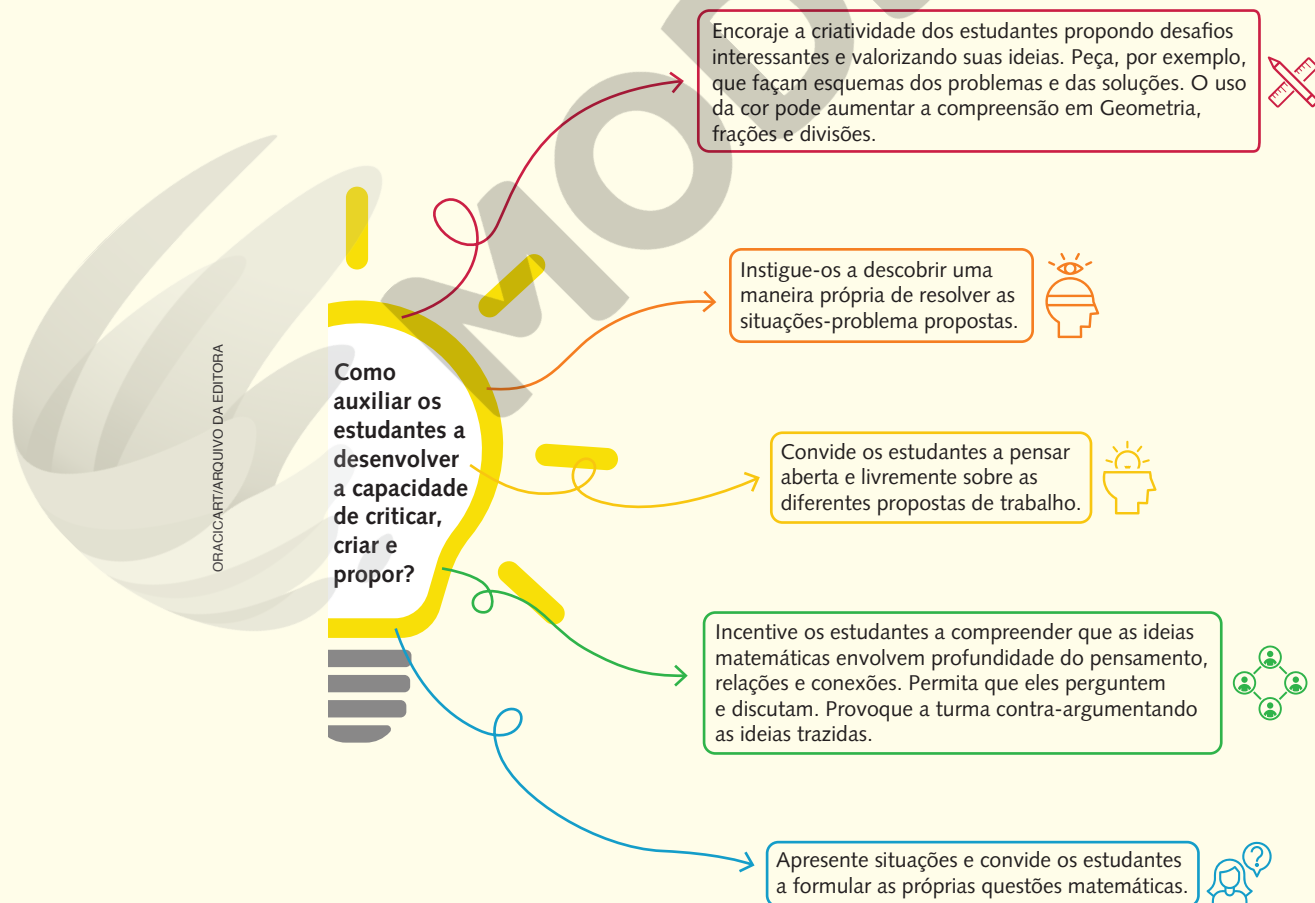 Encoraje a criatividade dos estudantes propondo desafios
interessantes e valorizando suas ideias. Peça, por exemplo,
que façam esquemas dos problemas e das soluções. O uso
da cor pode aumentar a compreensão em Geometria,
frações e divisões.
Instigue-os a descobrir uma
maneira própria de resolver as
situações-problema propostas.
ORACICART/ARQUIVO DA EDITORA
Como
auxiliar os
estudantes a
desenvolver
a capacidade
de criticar,
criar e
propor?
Convide os estudantes a pensar
aberta e livremente sobre as
diferentes propostas de trabalho.
Incentive os estudantes a compreender que as ideias
matemáticas envolvem profundidade do pensamento,
relações e conexões. Permita que eles perguntem
e discutam. Provoque a turma contra-argumentando
as ideias trazidas.
Apresente situações e convide os estudantes
a formular as próprias questões matemáticas.